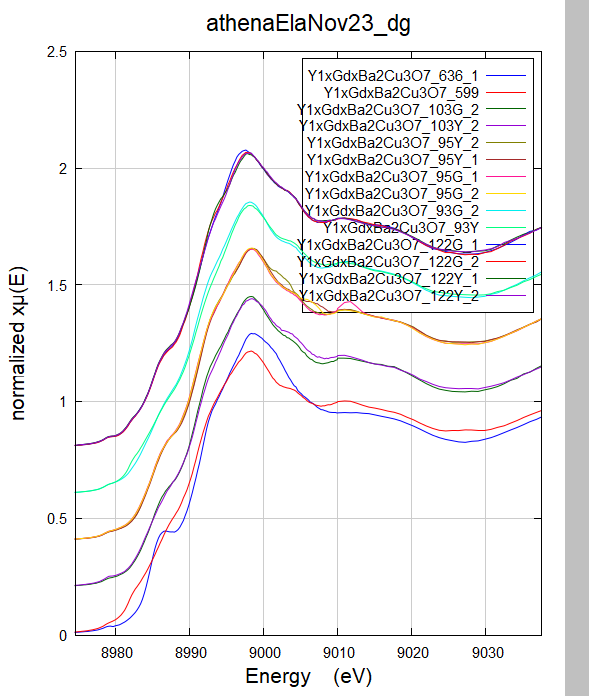 athenaElaNov23_dg
2.5
2
1.5
1
0.5
0
normalized xμ(E)
Y1xGdxBa2Cu3O7_636_1
Y1xGdxBa2Cu3O7_599
Y1xGdxBa2Cu3O7_103G_2
Y1xGdxBa2Cu3O7_103Y_2
Y1xGdxBa2Cu3O7_95Y_2
Y1xGdxBa2Cu3O7_95Y_1
Y1xGdxBa2Cu3O7_95G_1
Y1xGdxBa2Cu3O7_95G_2
Y1xGdxBa2Cu3O7_93G_2
Y1xGdxBa2Cu3O7_93Y
Y1xGdxBa2Cu3O7_122G_1
Y1xGdxBa2Cu3O7_122G_2
Y1xGdxBa2Cu3O7_122Y_1
Y1xGdxBa2Cu3O7_122Y_2
8980 8990 9000 9010 9020 9030
Energy (eV)